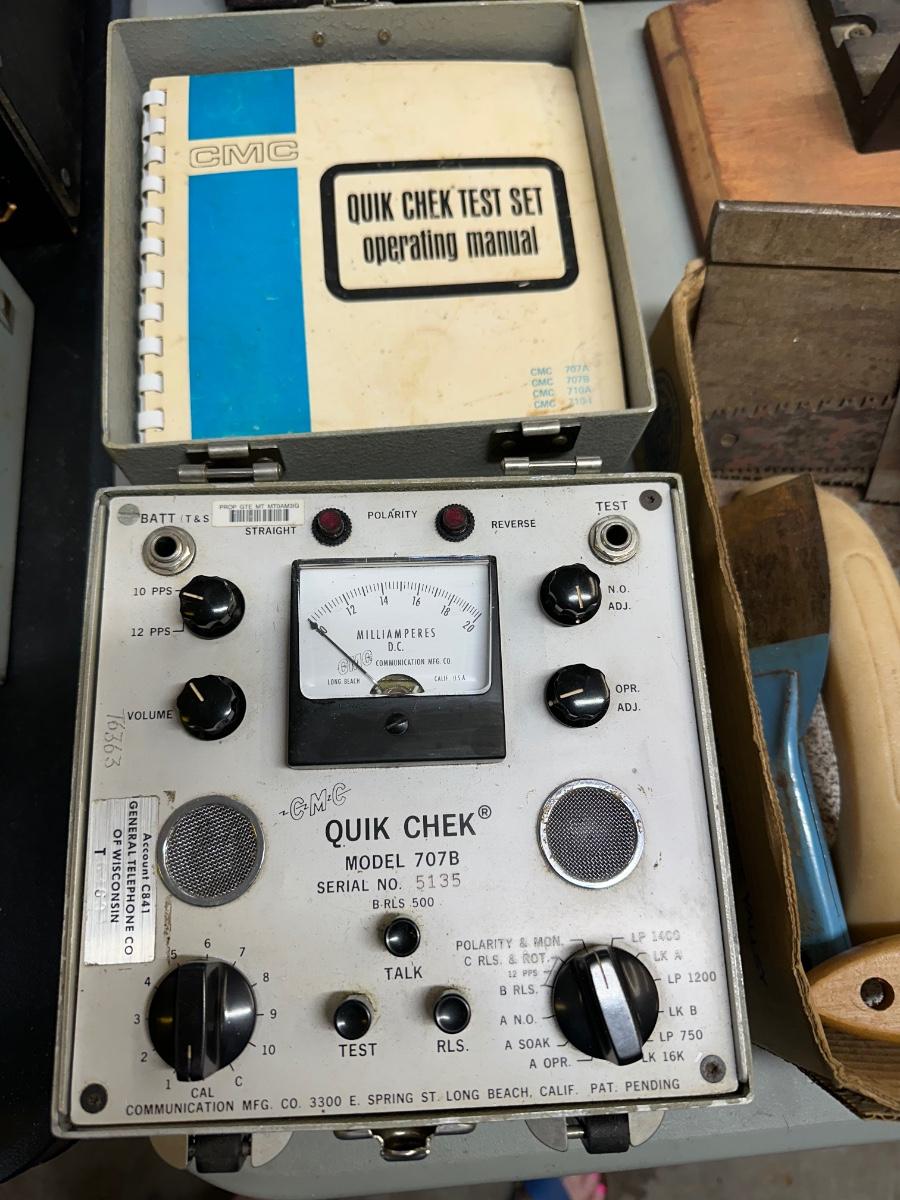 CMC
QUIK CHEK TEST SET
operating manual
CMC 707A
CMC 707B
CMC 710A
CMC
BATT (T&S
PROP GTE MT
STRAIGHT
POLARITY
REVERSE
TEST
10 PPS
12 PPS
N.O.
ADJ.
12 14 16 18 20
MILLIAMPERES
D.C.
CMC COMMUNICATION MFG. CO.
LONG BEACH CALIF. U.S.A
VOLUME
OPR.
ADJ.
16363
CMC
QUIK CHEK®
MODEL 707B
SERIAL NO. 5135
B RLS 500
Account C841
GENERAL TELEPHONE CO
OF WISCONSIN
T
TALK
TEST
RLS.
CAL
1
2
3
4
5
6
7
8
9
10
C
POLARITY & MON.
C RLS. & ROT.
12 PPS
B RLS.
A N.O.
A SOAK
A OPR.
LP 1400
LK A
LP 1200
LK B
LP 750
LK 16K
COMMUNICATION MFG. CO. 3300 E. SPRING ST. LONG BEACH, CALIF. PAT. PENDING